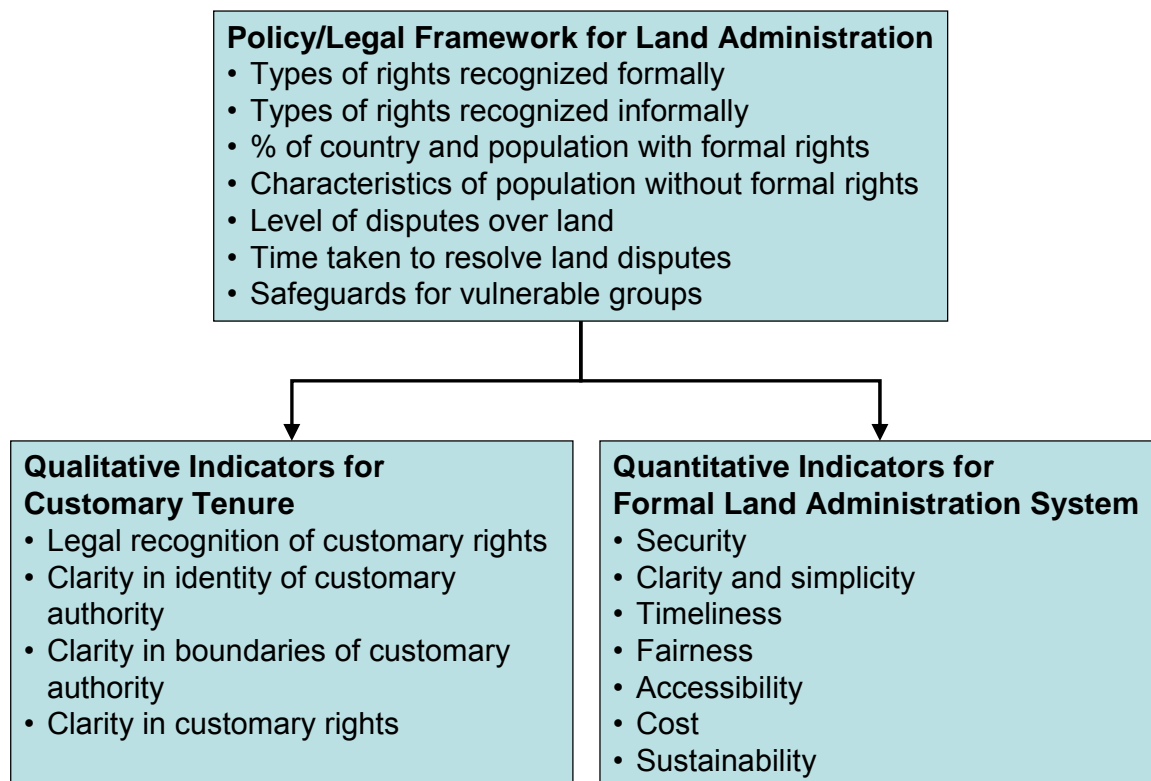 Policy/Legal Framework for Land Administration
• Types of rights recognized formally
• Types of rights recognized informally
• % of country and population with formal rights
• Characteristics of population without formal rights
• Level of disputes over land
• Time taken to resolve land disputes
• Safeguards for vulnerable groups
Qualitative Indicators for
Customary Tenure
• Legal recognition of customary rights
• Clarity in identity of customary
authority
• Clarity in boundaries of customary
authority
• Clarity in customary rights
Quantitative Indicators for
Formal Land Administration System
• Security
• Clarity and simplicity
• Timeliness
• Fairness
• Accessibility
• Cost
• Sustainability